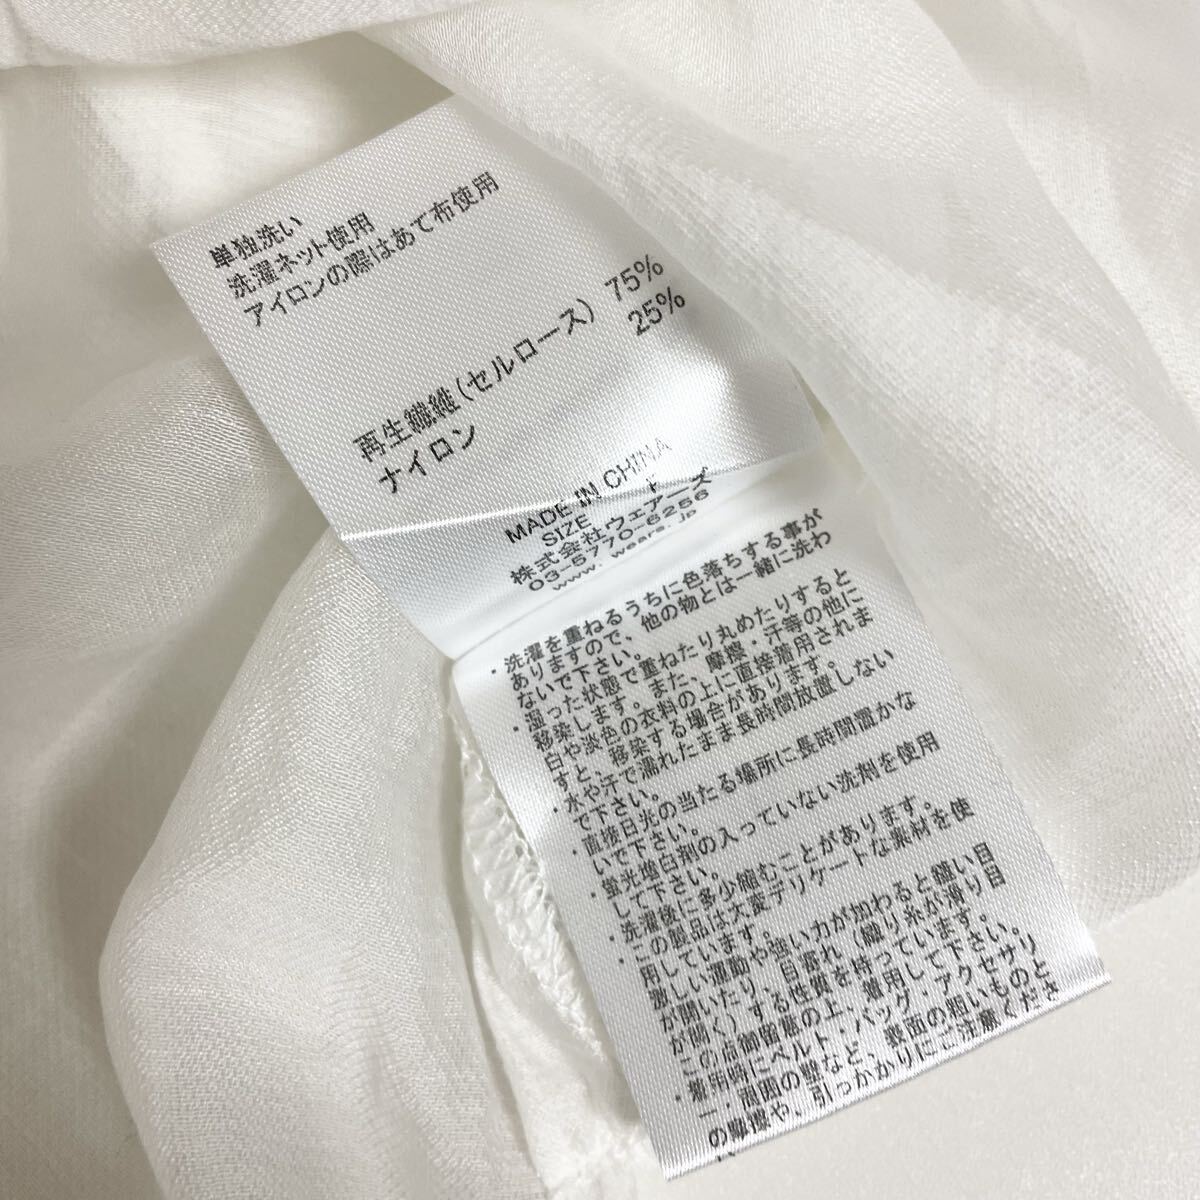 単独洗い
洗濯ネット使用
アイロンの際はあて布使用
再生繊維(セルロース) 75%
ナイロン 25%
MADE IN CHINA
SIZE F
株式会社ウェアーズ
03-5770-6256
www. wears.jp
・洗濯を重ねるうちに色落ちする事が
ありますので、他の物とは一緒に洗わ
ないで下さい。
・湿った状態で重ねたり丸めたりすると
移染します。また、摩擦・汗等の他に
白や淡色の衣料の上に直接着用されま
すと、移染する場合があります。
・水や汗で濡れたまま長時間放置しない
で下さい。
・直接日光の当たる場所に長時間置かな
いで下さい。
・蛍光増白剤の入っていない洗剤を使用
して下さい。
・洗濯後に多少縮むことがあります。
この製品は大変デリケートな素材を使
用しています。
激しい運動や強い力が加わると縫い目
が開いたり、目寄れ(織り糸が滑り目
が開く)する性質を持っています。
この点御留意の上、着用して下さい。
・着用時にベルト・バッグ・アクセサリ
ー・周囲の壁など、表面の粗いものと
の摩擦や、引っかかりにご注意くださ